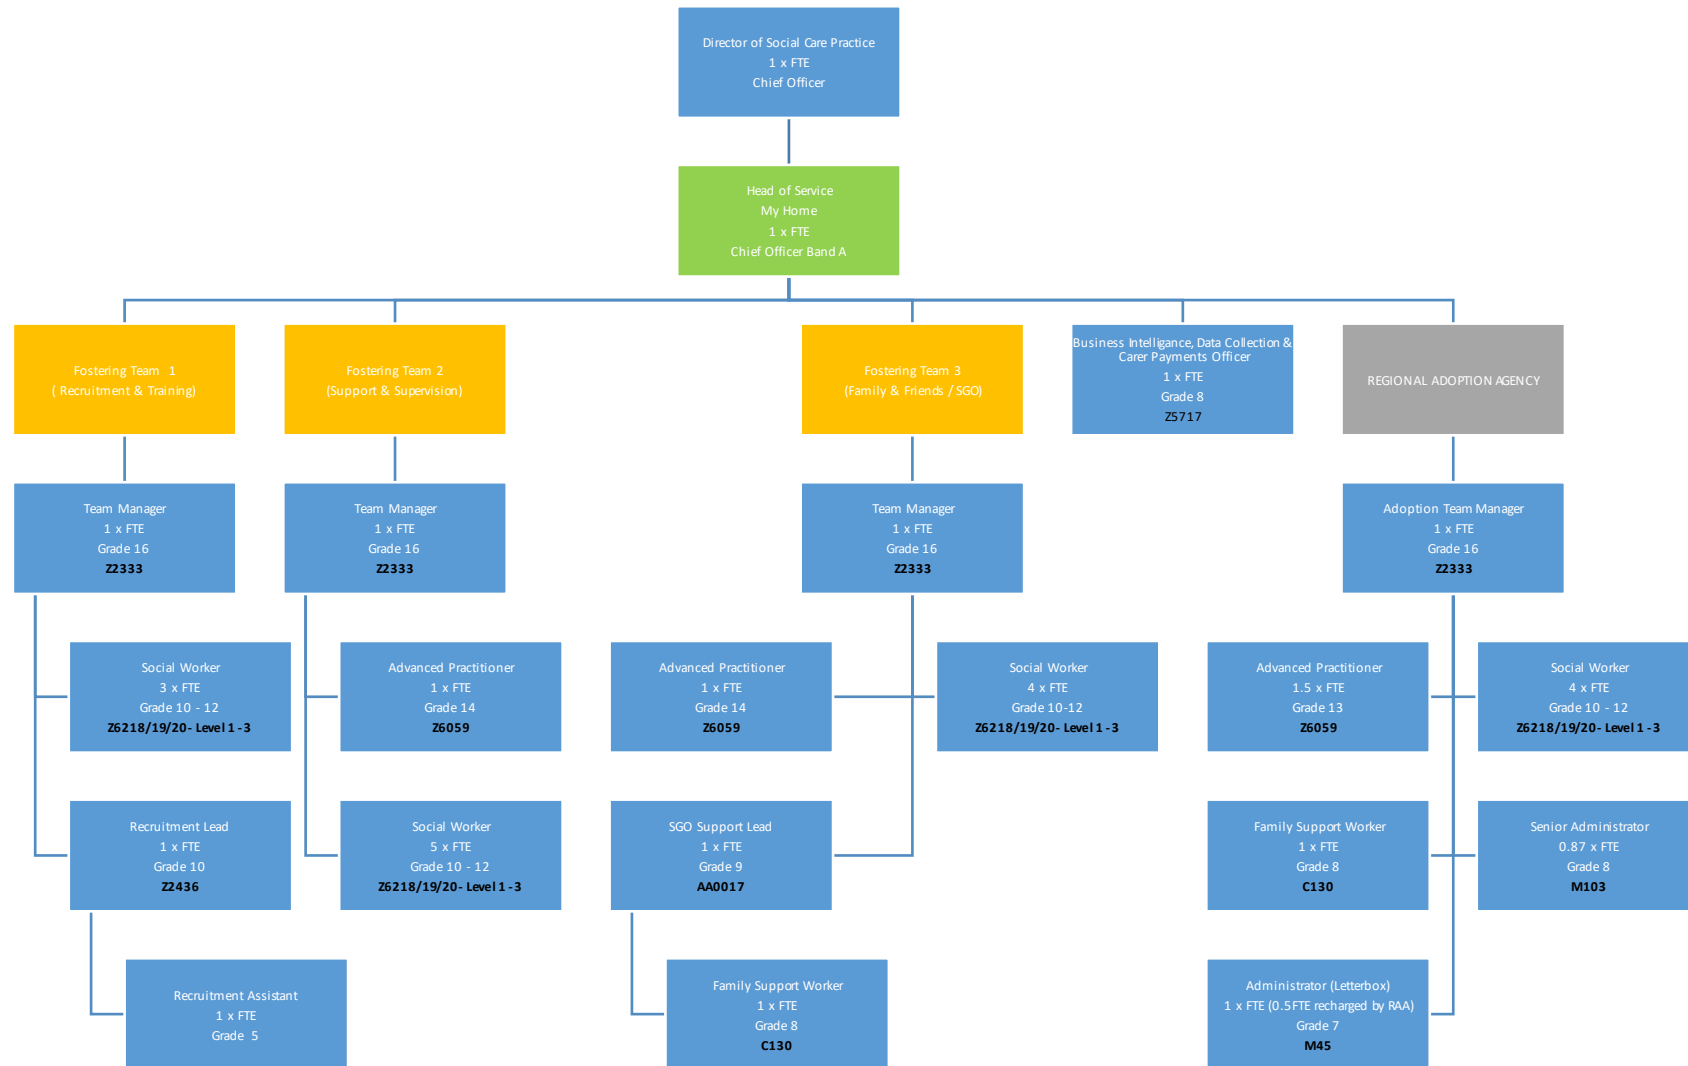 Director of Social Care Practice
1 x FTE
Chief Officer
Head of Service
My Home
1 x FTE
Chief Officer Band A
Fostering Team 1
( Recruitment & Training)
Fostering Team 2
(Support & Supervision)
Fostering Team 3
(Family & Friends / SGO)
Business Intelligance, Data Collection &
Carer Payments Officer
1 x FTE
Grade 8
Z5717
REGIONAL ADOPTION AGENCY
Team Manager
1 x FTE
Grade 16
Z2333
Team Manager
1 x FTE
Grade 16
Z2333
Team Manager
1 x FTE
Grade 16
Z2333
Adoption Team Manager
1 x FTE
Grade 16
Z2333
Social Worker
3 x FTE
Grade 10 - 12
Z6218/19/20- Level 1 -3
Advanced Practitioner
1 x FTE
Grade 14
Z6059
Advanced Practitioner
1 x FTE
Grade 14
Z6059
Social Worker
4 x FTE
Grade 10-12
Z6218/19/20- Level 1 -3
Advanced Practitioner
1.5 x FTE
Grade 13
Z6059
Social Worker
4 x FTE
Grade 10 - 12
Z6218/19/20- Level 1 -3
Recruitment Lead
1 x FTE
Grade 10
Z2436
Social Worker
5 x FTE
Grade 10 - 12
Z6218/19/20- Level 1 -3
SGO Support Lead
1 x FTE
Grade 9
AA0017
Family Support Worker
1 x FTE
Grade 8
C130
Senior Administrator
0.87 x FTE
Grade 8
M103
Recruitment Assistant
1 x FTE
Grade 5
Family Support Worker
1 x FTE
Grade 8
C130
Administrator (Letterbox)
1 x FTE (0.5FTE recharged by RAA)
Grade 7
M45